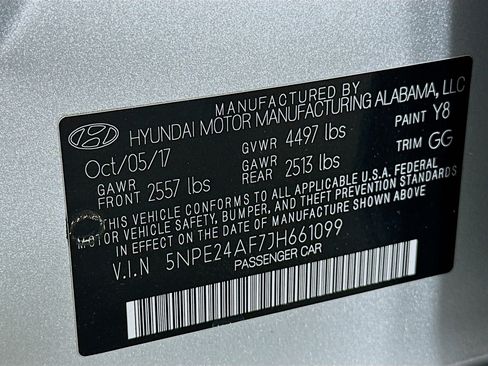 MANUFACTURED BY
HYUNDAI MOTOR MANUFACTURING ALABAMA, LLC
Oct/05/17 GVWR 4497 lbs PAINT Y8
GAWR FRONT 2557 lbs GAWR REAR 2513 lbs TRIM GG
THIS VEHICLE CONFORMS TO ALL APPLICABLE U.S.A. FEDERAL
MOTOR VEHICLE SAFETY, BUMPER, AND THEFT PREVENTION STANDARDS
IN EFFECT ON THE DATE OF MANUFACTURE SHOWN ABOVE.
V.I.N 5NPE24AF7JH661099
PASSENGER CAR